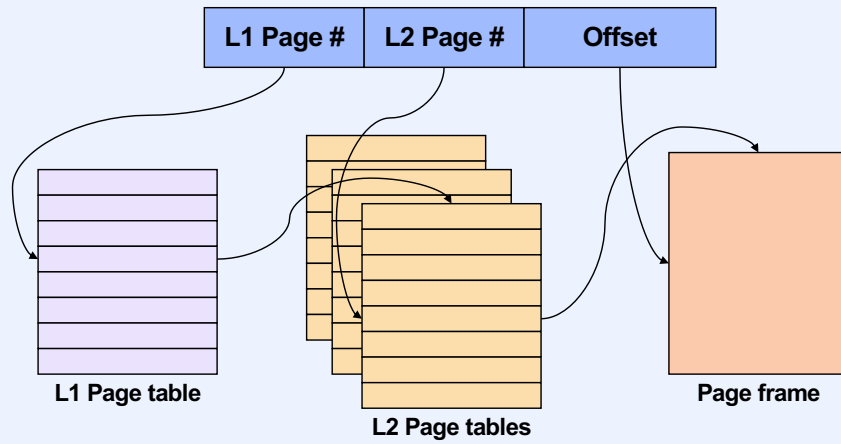 L1 Page #
L2 Page #
Offset
L1 Page table
L2 Page tables
Page frame